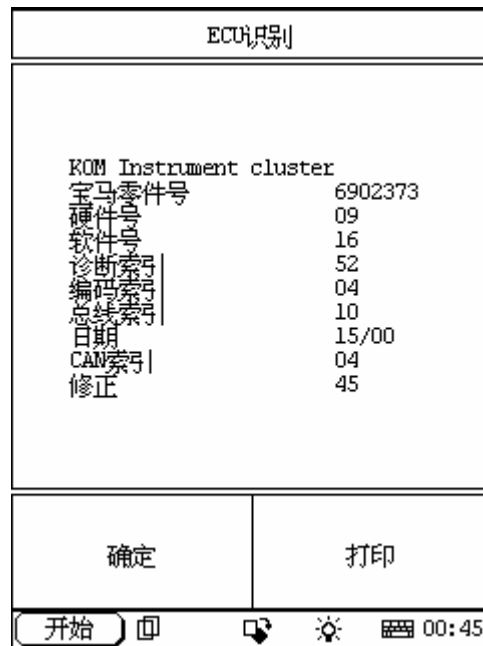 ECU识别
KOM Instrument cluster
宝马零件号 6902373
硬件号 09
软件号 16
诊断索引 52
编码索引 04
总线索引 10
日期 15/00
CAN索引 04
修正 45
确定 打印
开始 00:45